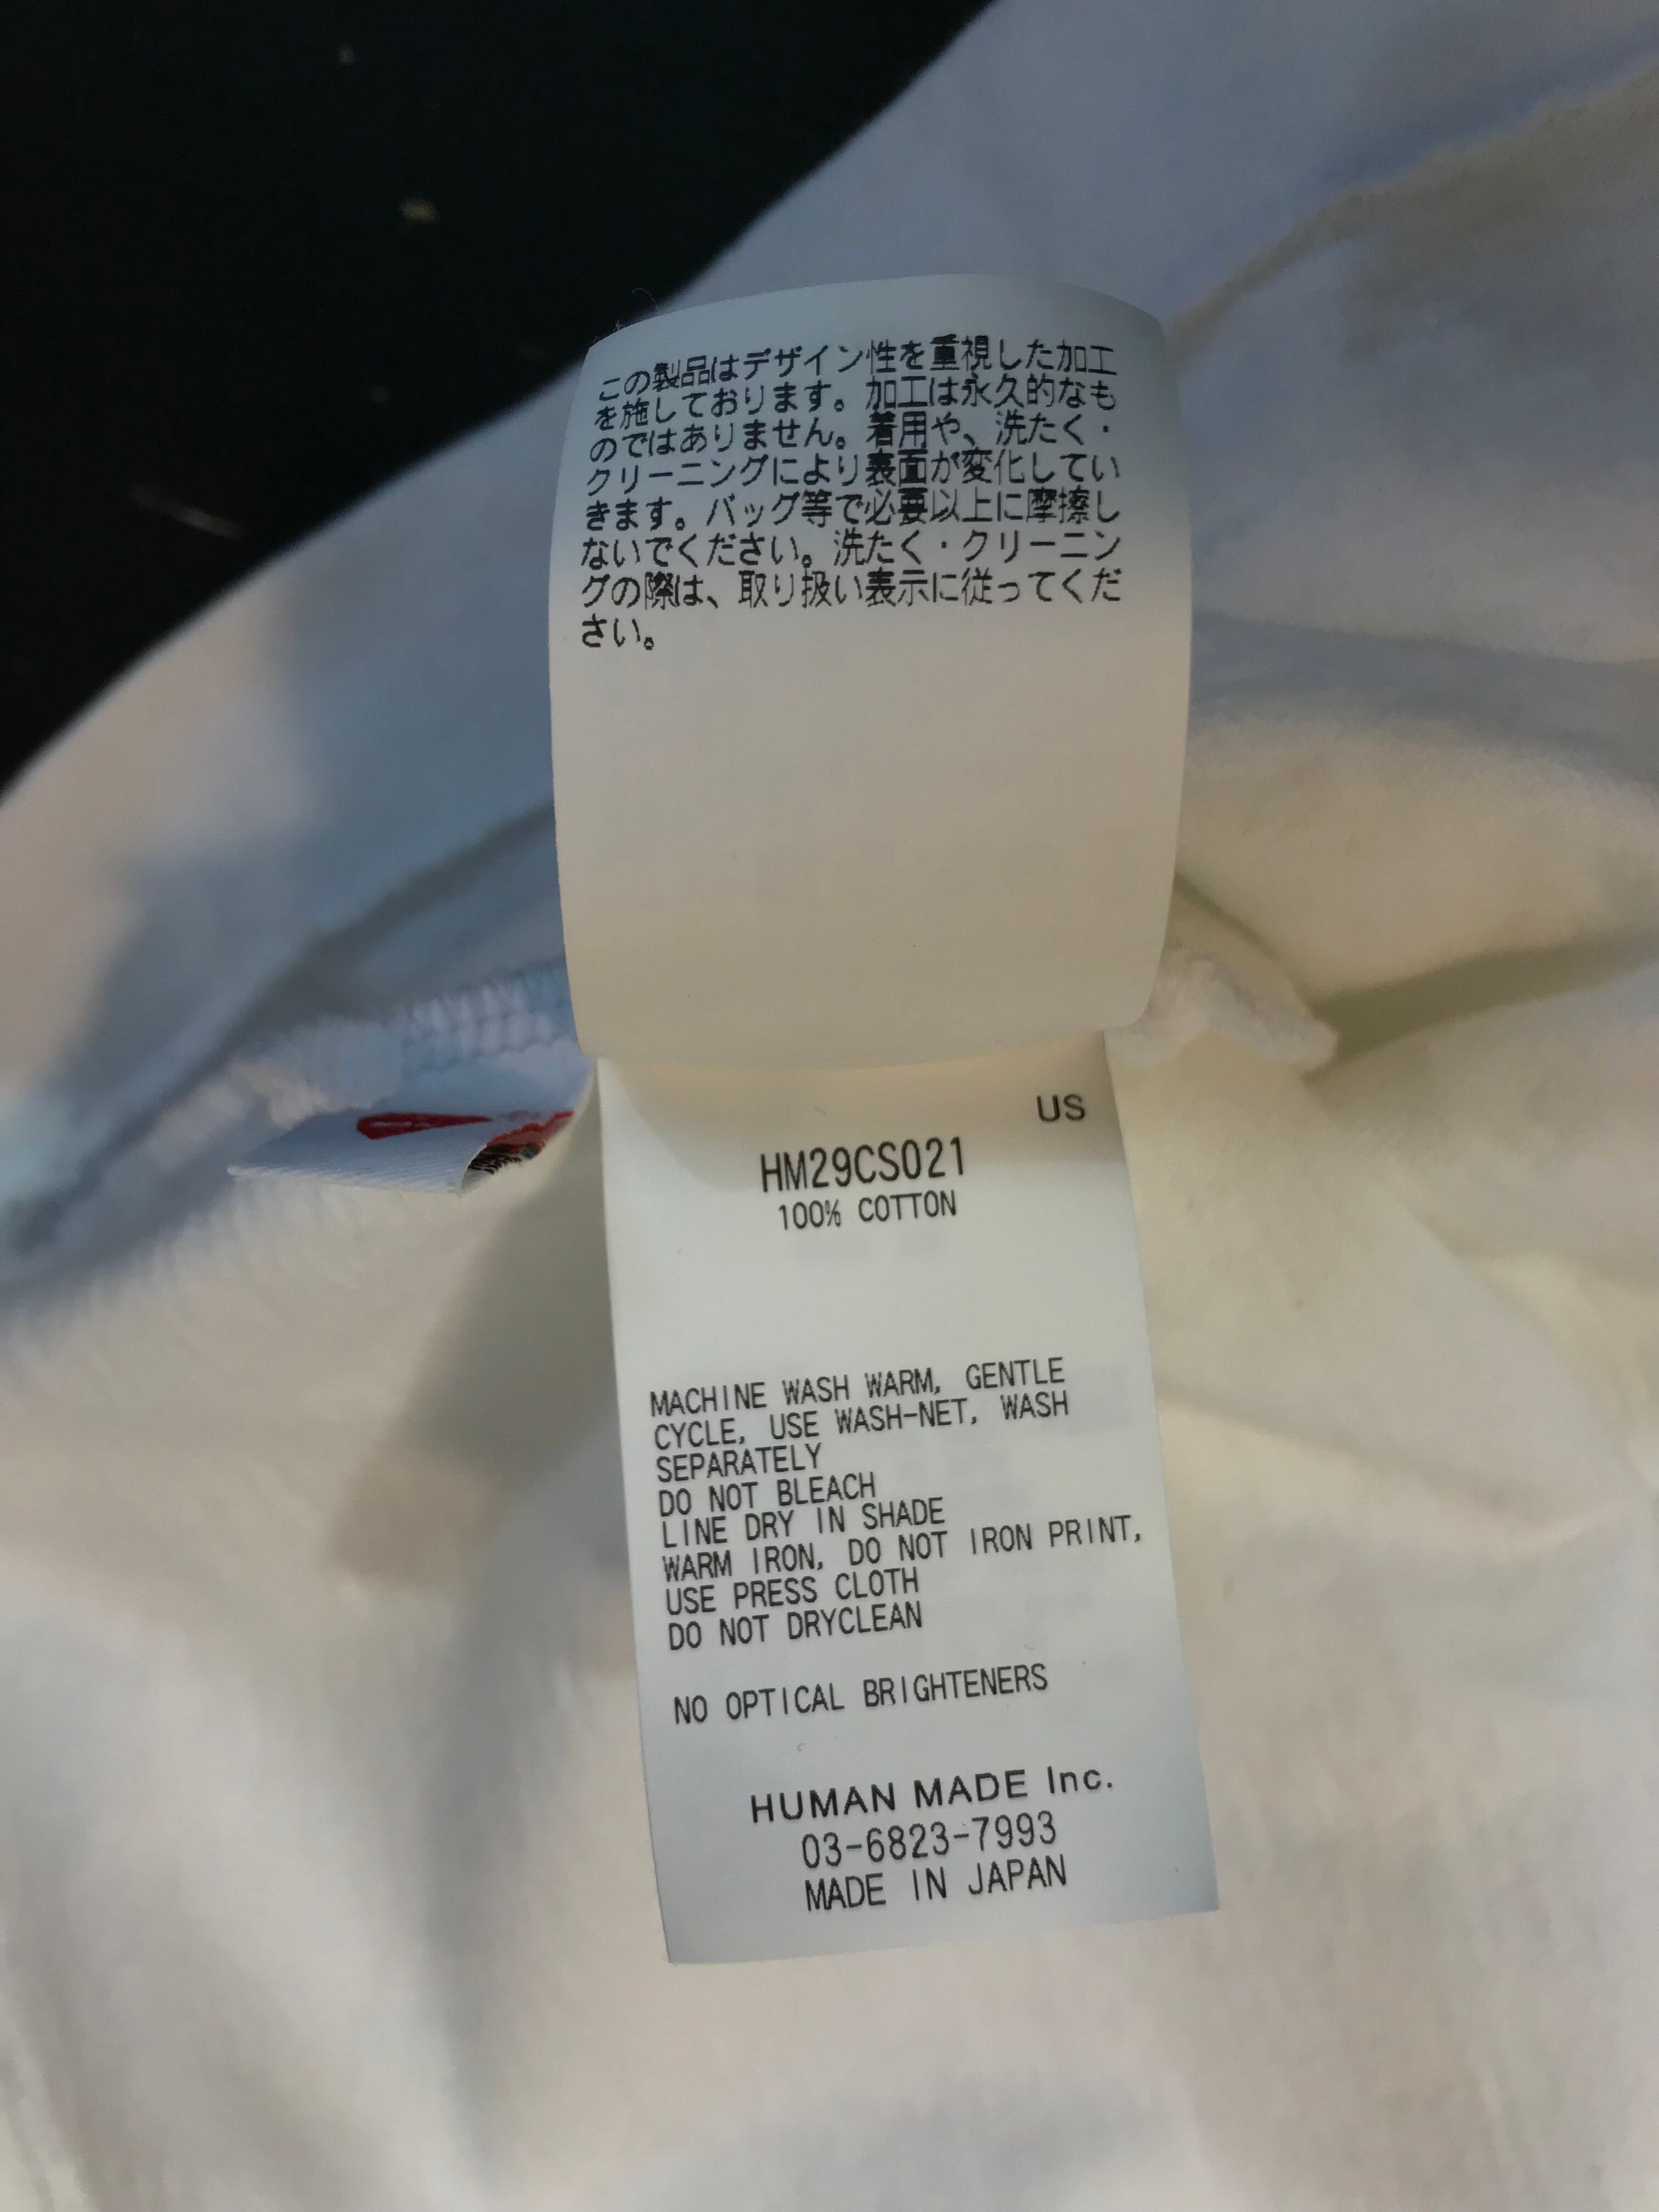 この製品はデザイン性を重視した加工
を施しております。加工は永久的なも
のではありません。着用や、洗たく・
クリーニングにより表面が変化してい
きます。バッグ等で必要以上に摩擦し
ないでください。洗たく・クリーニン
グの際は、取り扱い表示に従ってくだ
さい。
US
HM29CS021
100% COTTON
MACHINE WASH WARM, GENTLE
CYCLE, USE WASH-NET, WASH
SEPARATELY
DO NOT BLEACH
LINE DRY IN SHADE
WARM IRON, DO NOT IRON PRINT,
USE PRESS CLOTH
DO NOT DRYCLEAN
NO OPTICAL BRIGHTENERS
HUMAN MADE Inc.
03-6823-7993
MADE IN JAPAN